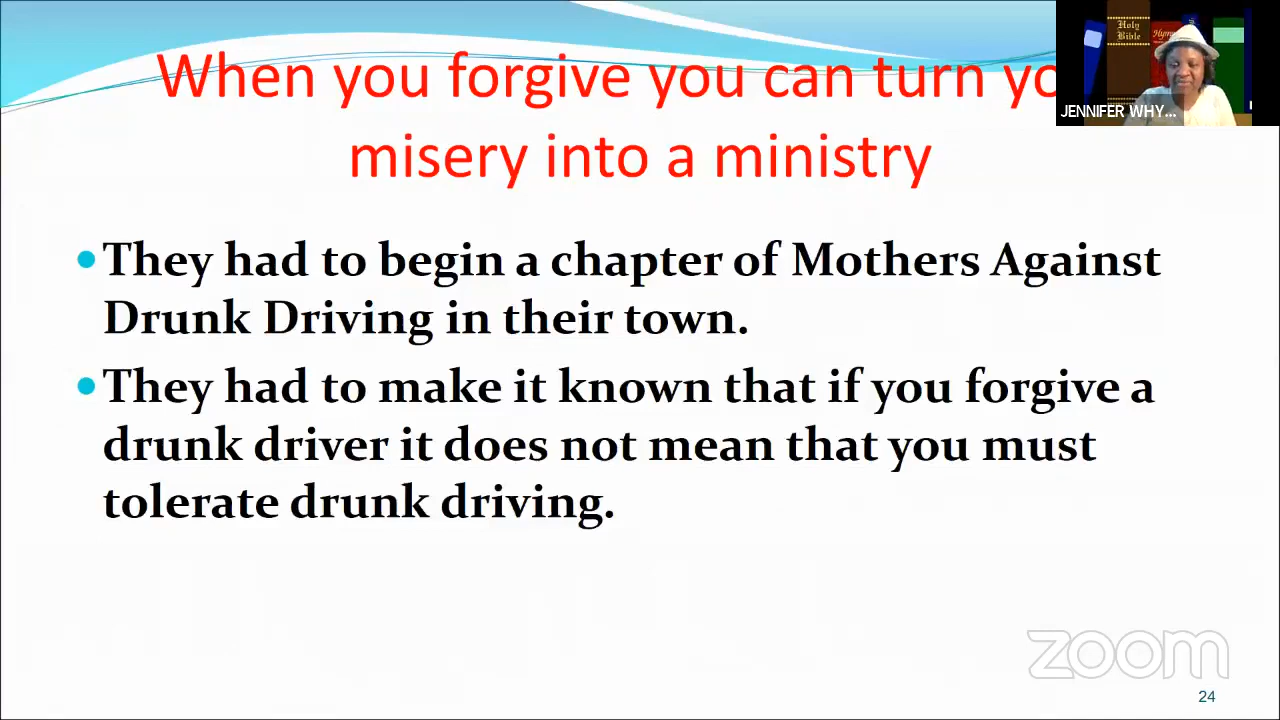 When you forgive you can turn yo
misery into a ministry
Holy
Bible
JENNIFER WHY...
They had to begin a chapter of Mothers Against
Drunk Driving in their town.
They had to make it known that if you forgive a
drunk driver it does not mean that you must
tolerate drunk driving.
zoom
24